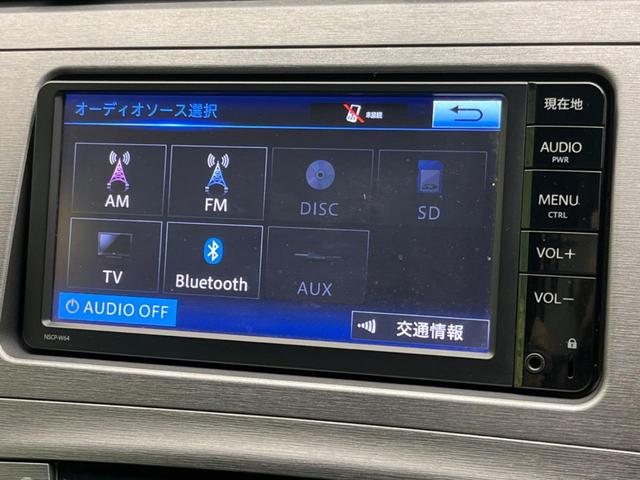 オーディオソース選択
未接続
現在地
AUDIO
PWR
MENU
CTRL
VOL+
VOL−
AM
FM
DISC
SD
TV
Bluetooth
AUX
AUDIO OFF
交通情報
NSCP-W64